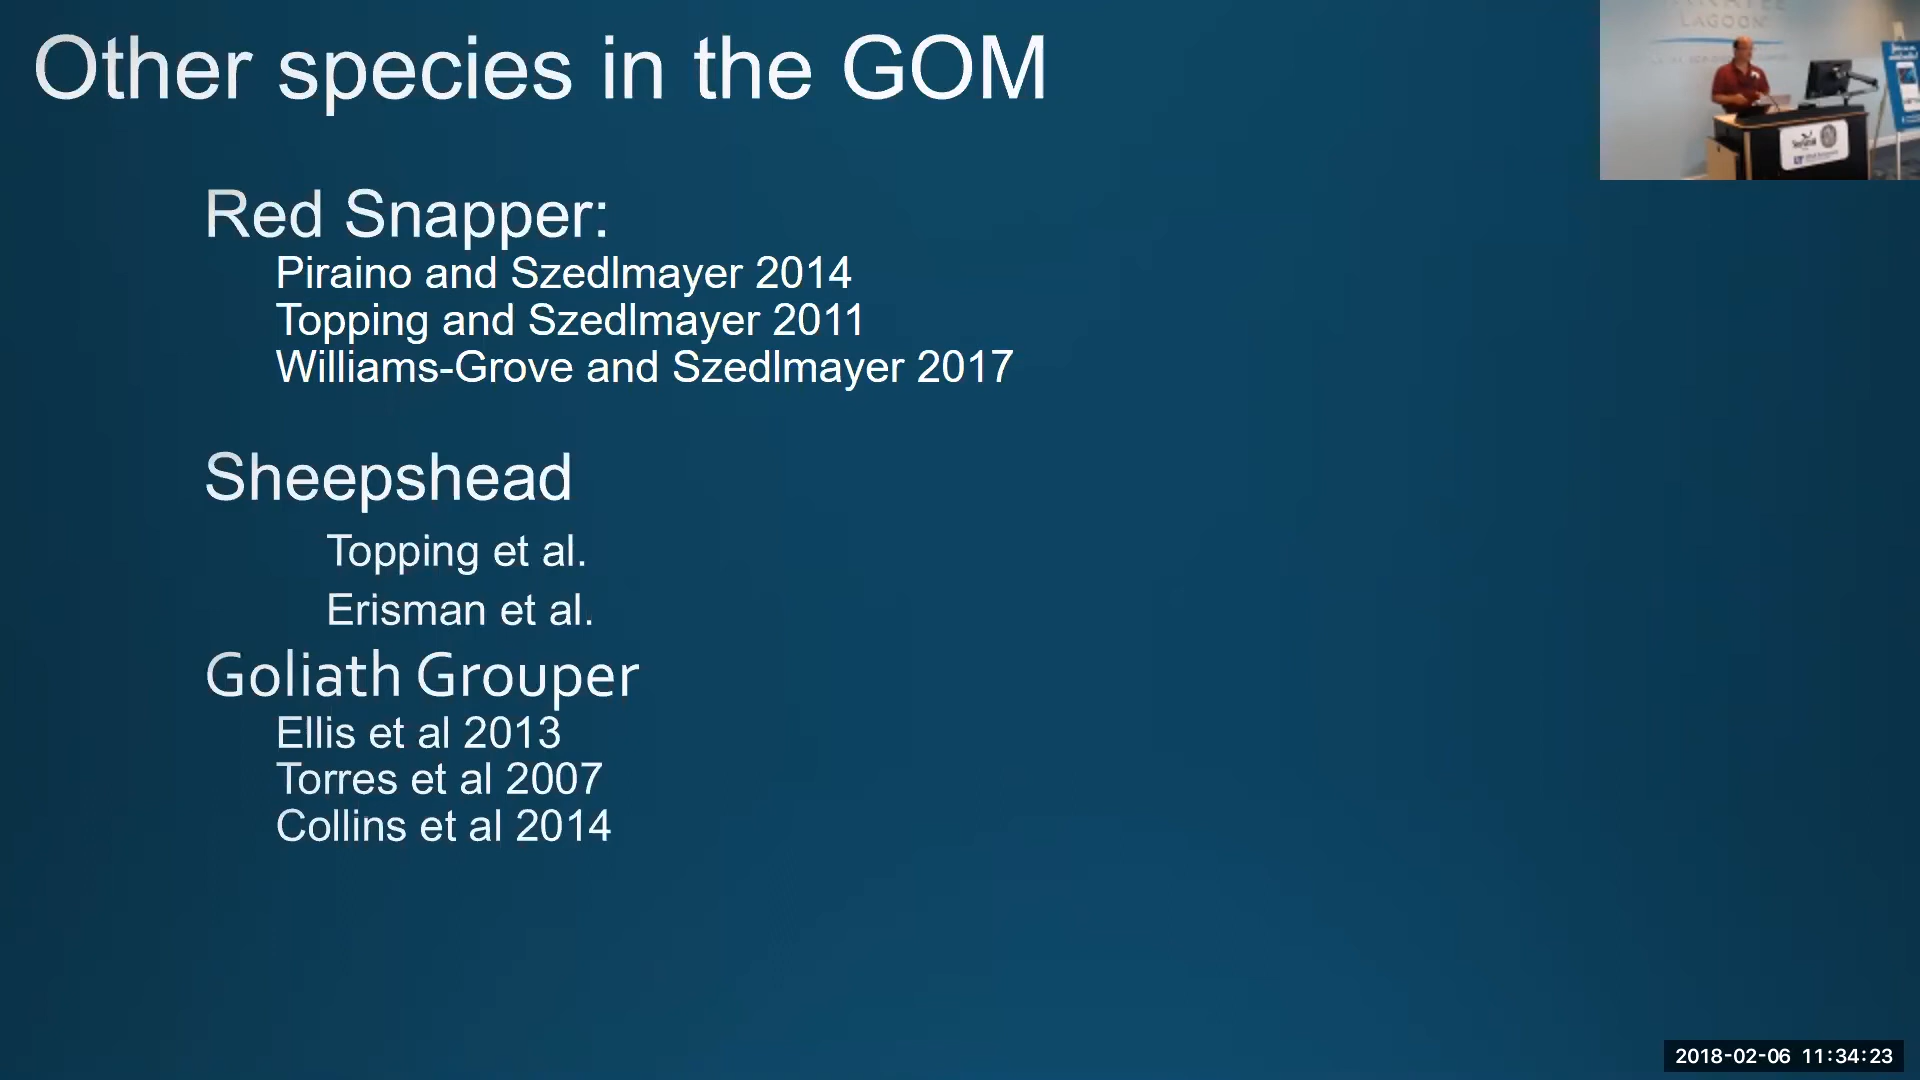 Other species in the GOM
LAGOON
Red Snapper:
Piraino and Szedlmayer 2014
Topping and Szedlmayer 2011
Williams-Grove and Szedlmayer 2017
Sheepshead
Topping et al.
Erisman et al.
Goliath Grouper
Ellis et al 2013
Torres et al 2007
Collins et al 2014
2018-02-06 11:34:23